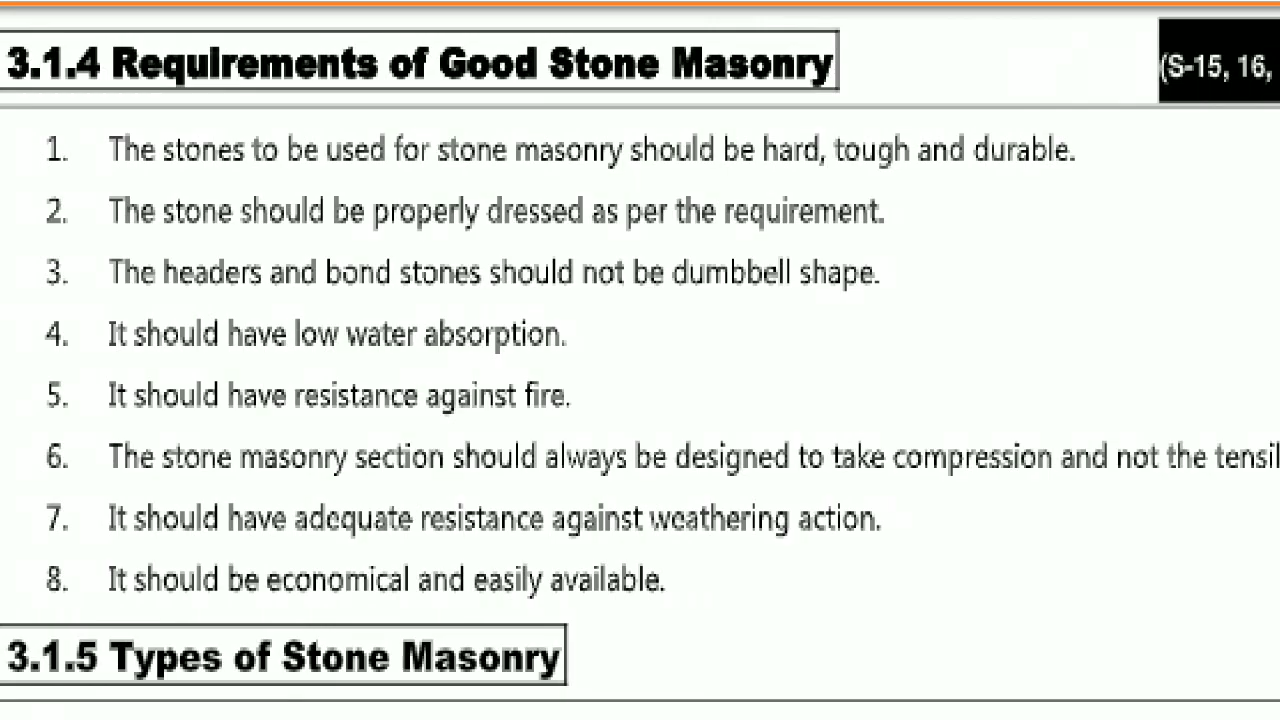 3.1.4 Requirements of Good Stone Masonry
(S-15, 16,
1. The stones to be used for stone masonry should be hard, tough and durable.
2. The stone should be properly dressed as per the requirement.
3. The headers and bond stones should not be dumbbell shape.
4. It should have low water absorption.
5. It should have resistance against fire.
6. The stone masonry section should always be designed to take compression and not the tensil
7. It should have adequate resistance against weathering action.
8. It should be economical and easily available.
3.1.5 Types of Stone Masonry